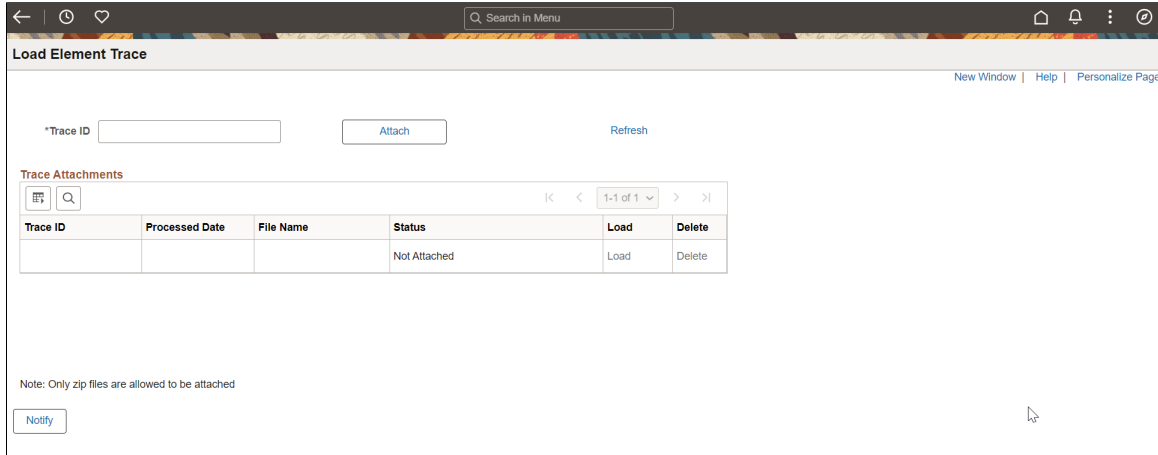 Search in Menu
Load Element Trace
New Window | Help | Personalize Page
*Trace ID Attach Refresh
Trace Attachments
1-1 of 1
Trace ID Processed Date File Name Status Load Delete
Not Attached Load Delete
Note: Only zip files are allowed to be attached
Notify